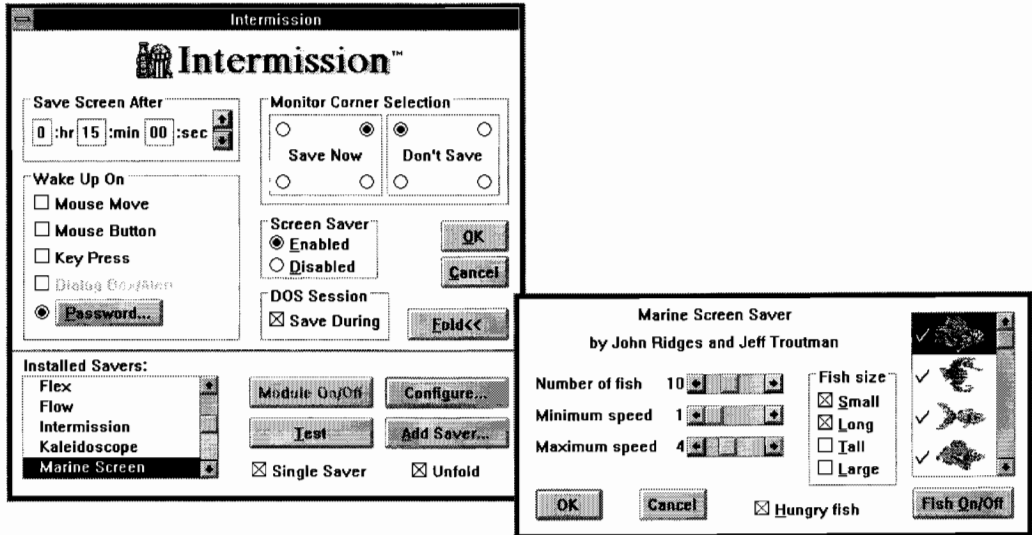 Intermission
Intermission™
Save Screen After
0 :hr 15 :min 00 :sec
Monitor Corner Selection
Save Now
Don't Save
Wake Up On
Mouse Move
Mouse Button
Key Press
Dialog Box/Alert
Password...
Screen Saver
Enabled
Disabled
OK
Cancel
DOS Session
Save During
Fold<<
Installed Savers:
Flex
Flow
Intermission
Kaleidoscope
Marine Screen
Module On/Off
Configure...
Test
Add Saver...
Single Saver
Unfold
Marine Screen Saver
by John Ridges and Jeff Troutman
Number of fish 10
Minimum speed 1
Maximum speed 4
Fish size
Small
Long
Tall
Large
OK
Cancel
Hungry fish
Fish On/Off